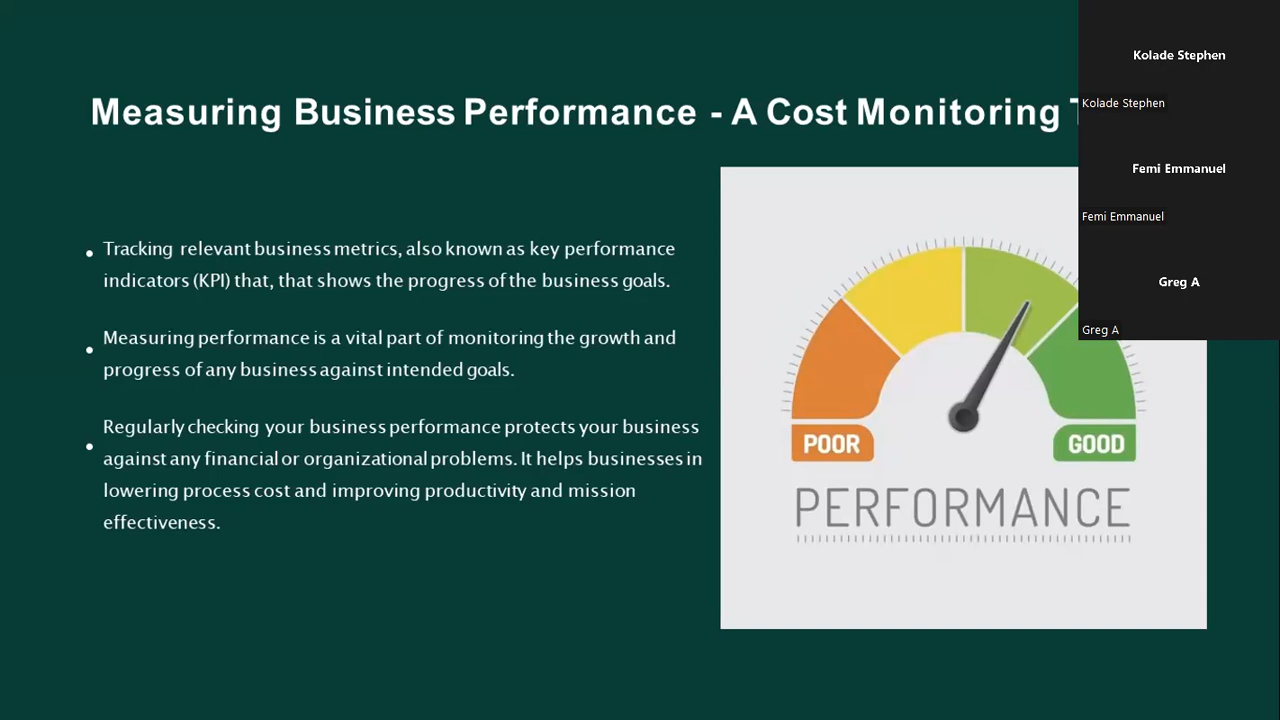 Measuring Business Performance - A Cost Monitoring
Tracking relevant business metrics, also known as key performance
indicators (KPI) that, that shows the progress of the business goals.
Measuring performance is a vital part of monitoring the growth and
progress of any business against intended goals.
Regularly checking your business performance protects your business
against any financial or organizational problems. It helps businesses in
lowering process cost and improving productivity and mission
effectiveness.
POOR
GOOD
PERFORMANCE
Kolade Stephen
Kolade Stephen
Femi Emmanuel
Femi Emmanuel
Greg A
Greg A